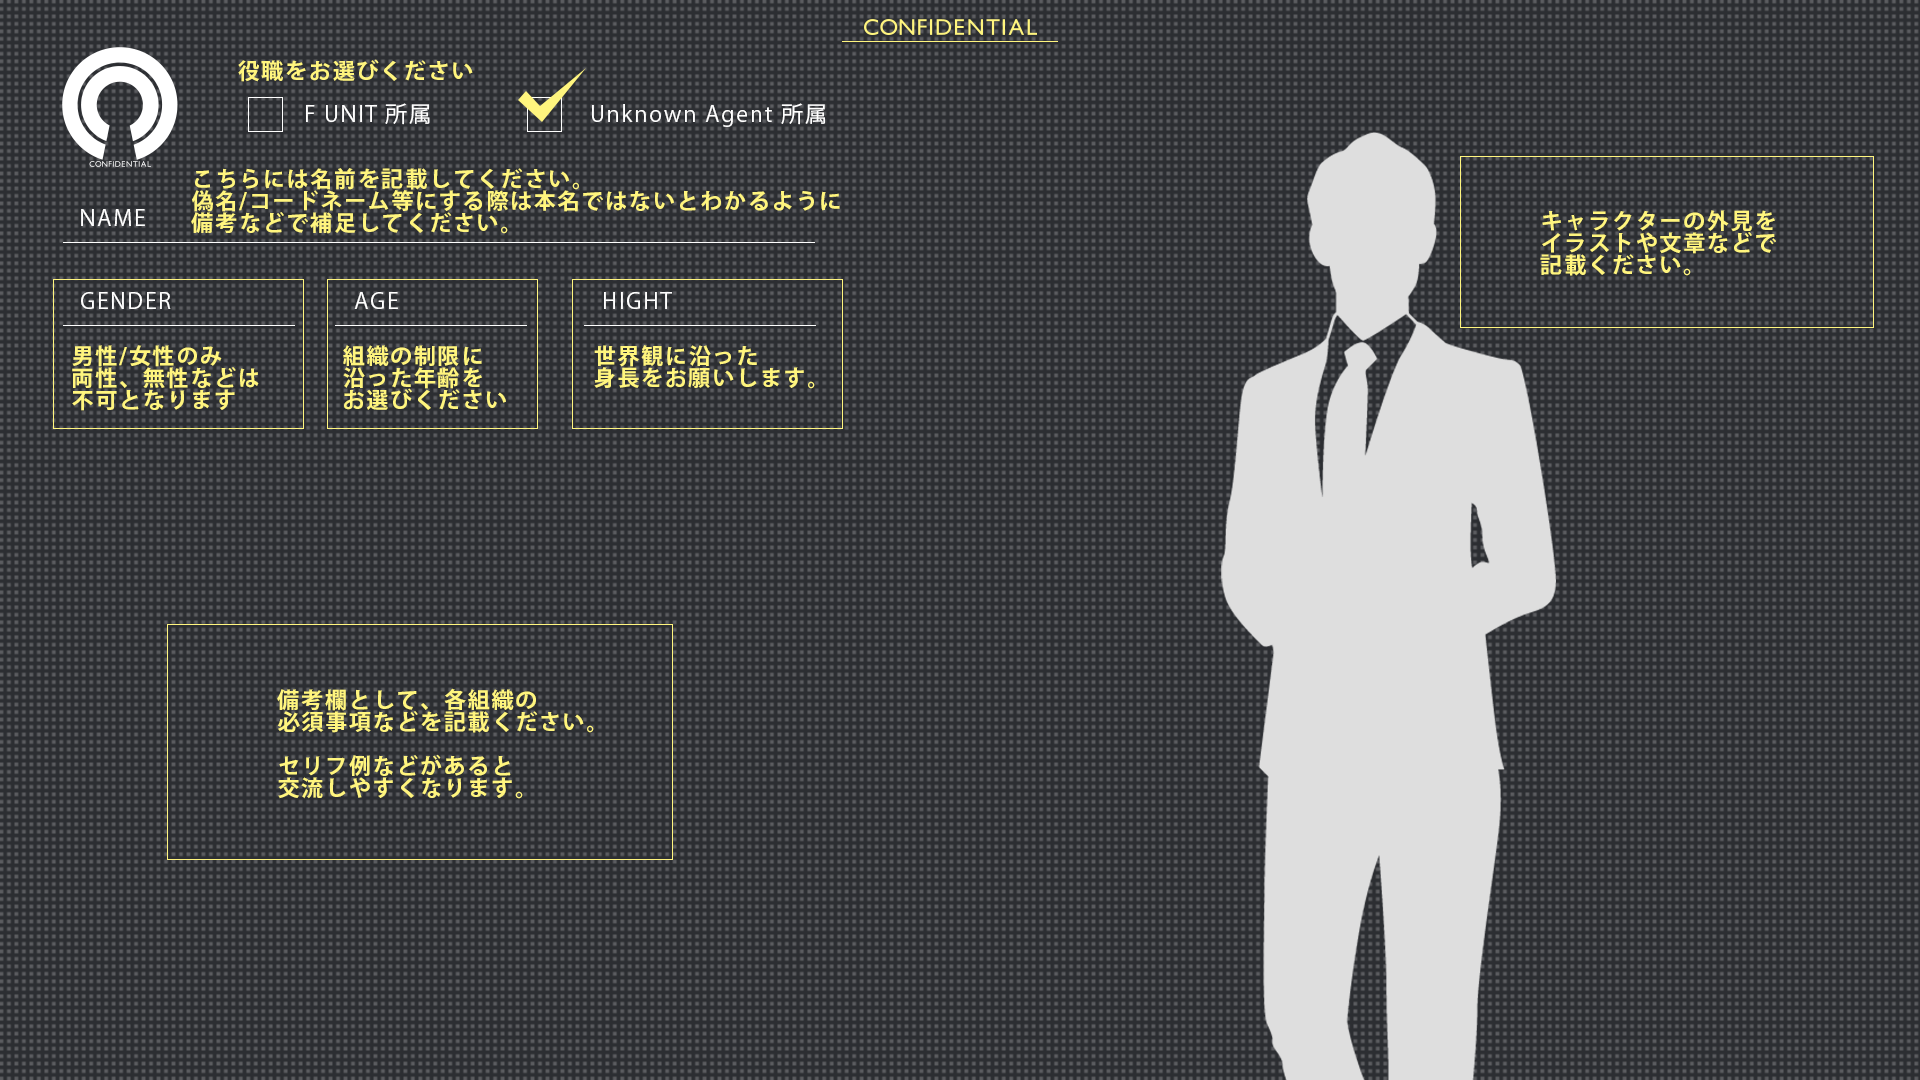 CONFIDENTIAL
役職をお選びください
F UNIT 所属
Unknown Agent 所属
CONFIDENTIAL
こちらには名前を記載してください。
偽名/コードネーム等にする際は本名ではないとわかるように
備考などで補足してください。
NAME
GENDER
男性/女性のみ
両性、無性などは
不可となります
AGE
組織の制限に
沿った年齢を
お選びください
HIGHT
世界観に沿った
身長をお願いします。
キャラクターの外見を
イラストや文章などで
記載ください。
備考欄として、各組織の
必須事項などを記載ください。
セリフ例などがあると
交流しやすくなります。